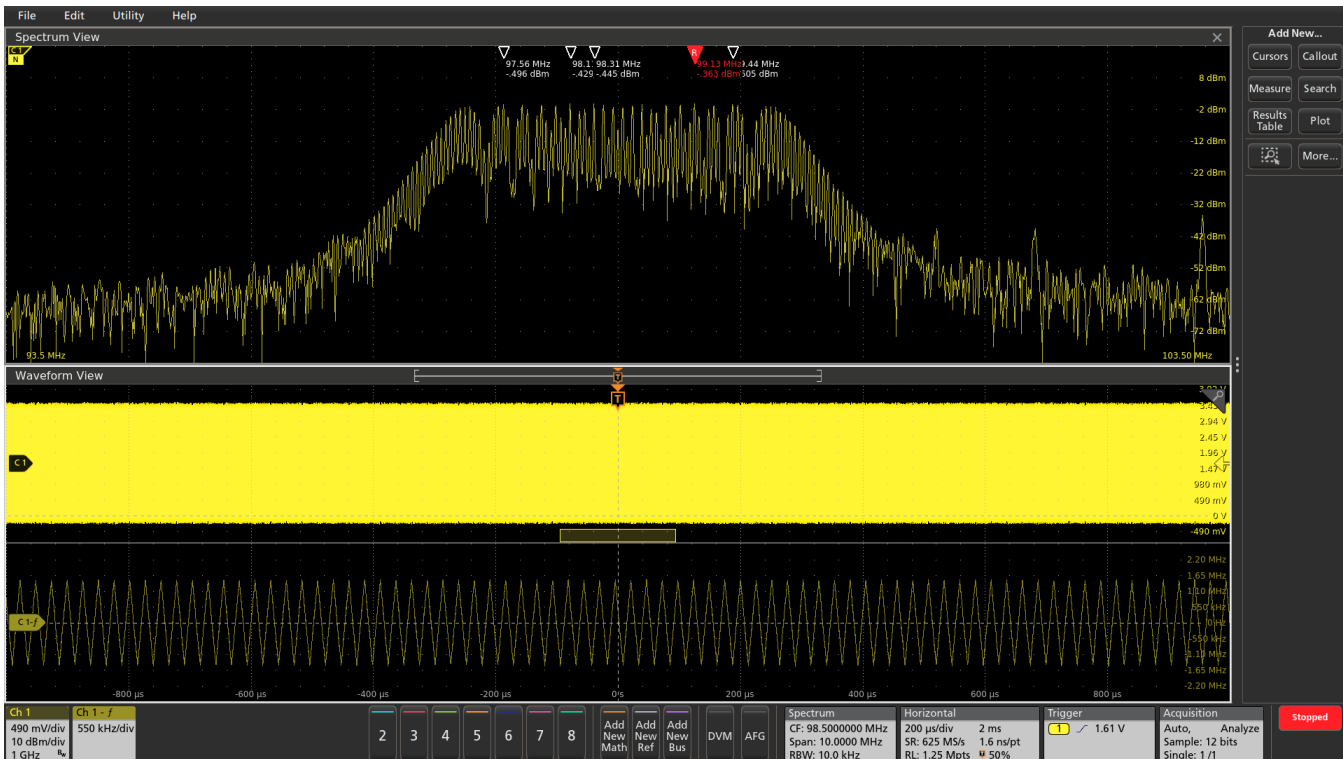 File Edit Utility Help
Spectrum View
C 1
N
97.56 MHz 98.1 98.31 MHz 99.13 MHz .44 MHz
-.496 dBm -.429 -.445 dBm -.363 dBm 505 dBm
R
8 dBm
-2 dBm
-12 dBm
-22 dBm
-32 dBm
-42 dBm
-52 dBm
-62 dBm
-72 dBm
93.5 MHz 103.50 MHz
Waveform View
T
T
C 1
2.94 V
2.45 V
1.96 V
1.47 V
980 mV
490 mV
0 V
-490 mV
2.20 MHz
1.65 MHz
1.10 MHz
550 kHz
C 1-f
0 Hz
-550 kHz
-1.10 MHz
-1.65 MHz
-2.20 MHz
-800 µs -600 µs -400 µs -200 µs 0 s 200 µs 400 µs 600 µs 800 µs
Add New...
Cursors Callout
Measure Search
Results Table Plot
More...
Ch 1
490 mV/div
10 dBm/div
1 GHz
Ch 1 - f
550 kHz/div
2 3 4 5 6 7 8
Add New Math
Add New Ref
Add New Bus
DVM AFG
Spectrum
CF: 98.5000000 MHz
Span: 10.0000 MHz
RBW: 10.0 kHz
Horizontal
200 µs/div 2 ms
SR: 625 MS/s 1.6 ns/pt
RL: 1.25 Mpts 50%
Trigger
1 1.61 V
Acquisition
Auto, Analyze
Sample: 12 bits
Single: 1 /1
Stopped